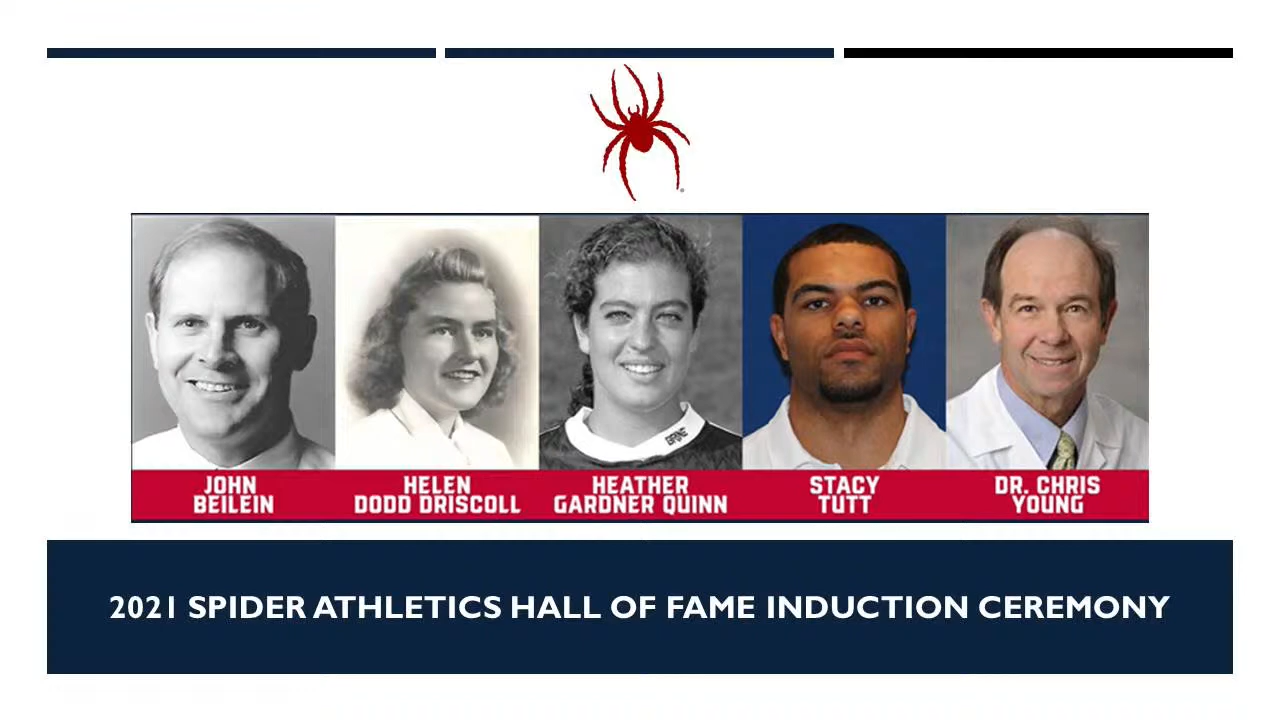 JOHN
BEILEIN
HELEN
DODD DRISCOLL
HEATHER
GARDNER QUINN
STACY
TUTT
DR. CHRIS
YOUNG
2021 SPIDER ATHLETICS HALL OF FAME INDUCTION CEREMONY